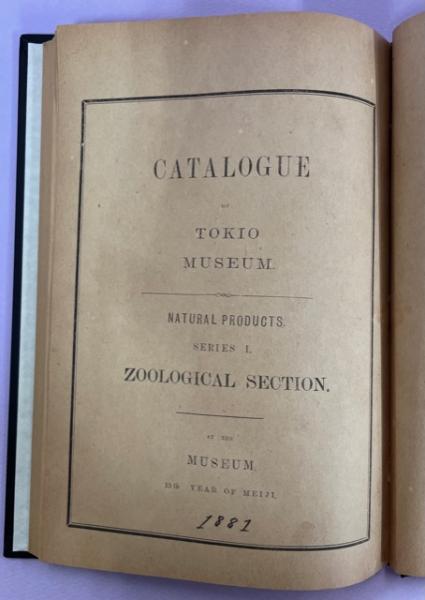 CATALOGUE
OF
TOKIO
MUSEUM.
NATURAL PRODUCTS.
SERIES I.
ZOOLOGICAL SECTION.
AT THE
MUSEUM,
YEAR OF MEIJI,
1881